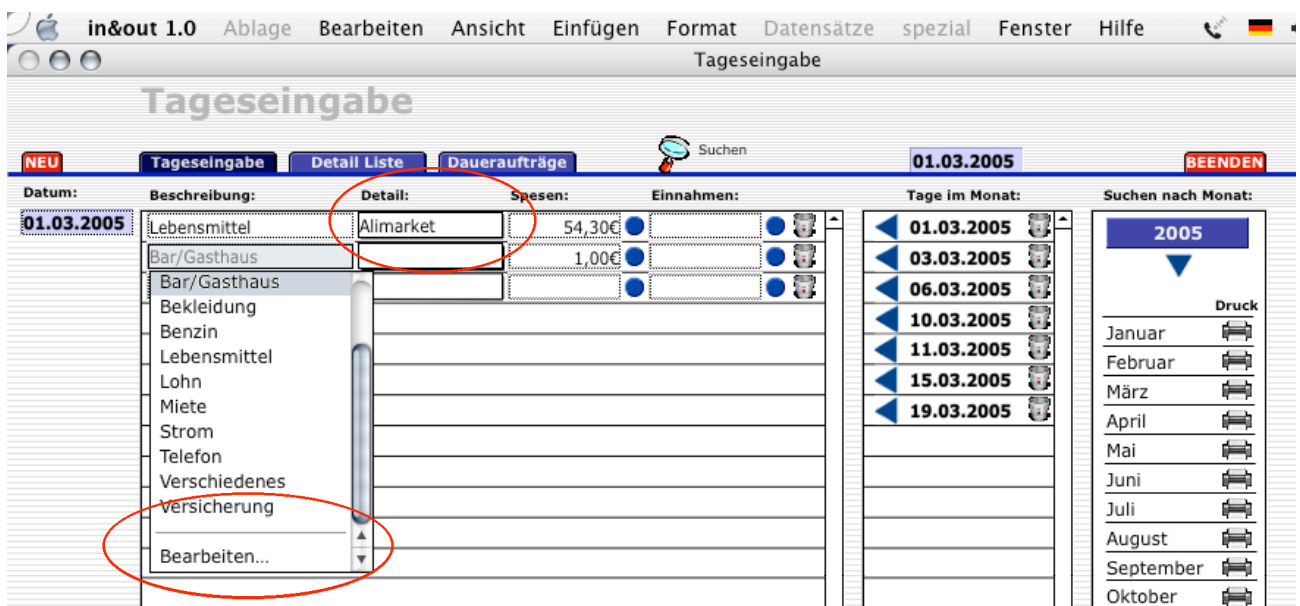 in&out 1.0 Ablage Bearbeiten Ansicht Einfügen Format Datensätze spezial Fenster Hilfe
Tageseingabe
Tageseingabe
NEU Tageseingabe Detail Liste Daueraufträge Suchen 01.03.2005 BEENDEN
Datum: Beschreibung: Detail: Spesen: Einnahmen: Tage im Monat: Suchen nach Monat:
01.03.2005 Lebensmittel Alimarket 54,30€ 01.03.2005 2005
Bar/Gasthaus 1,00€ 03.03.2005
Bar/Gasthaus 06.03.2005
Bekleidung 10.03.2005 Druck
Benzin Januar
Lebensmittel 11.03.2005 Februar
Lohn 15.03.2005 März
Miete 19.03.2005 April
Strom Mai
Telefon Juni
Verschiedenes Juli
Versicherung August
Bearbeiten... September
Oktober